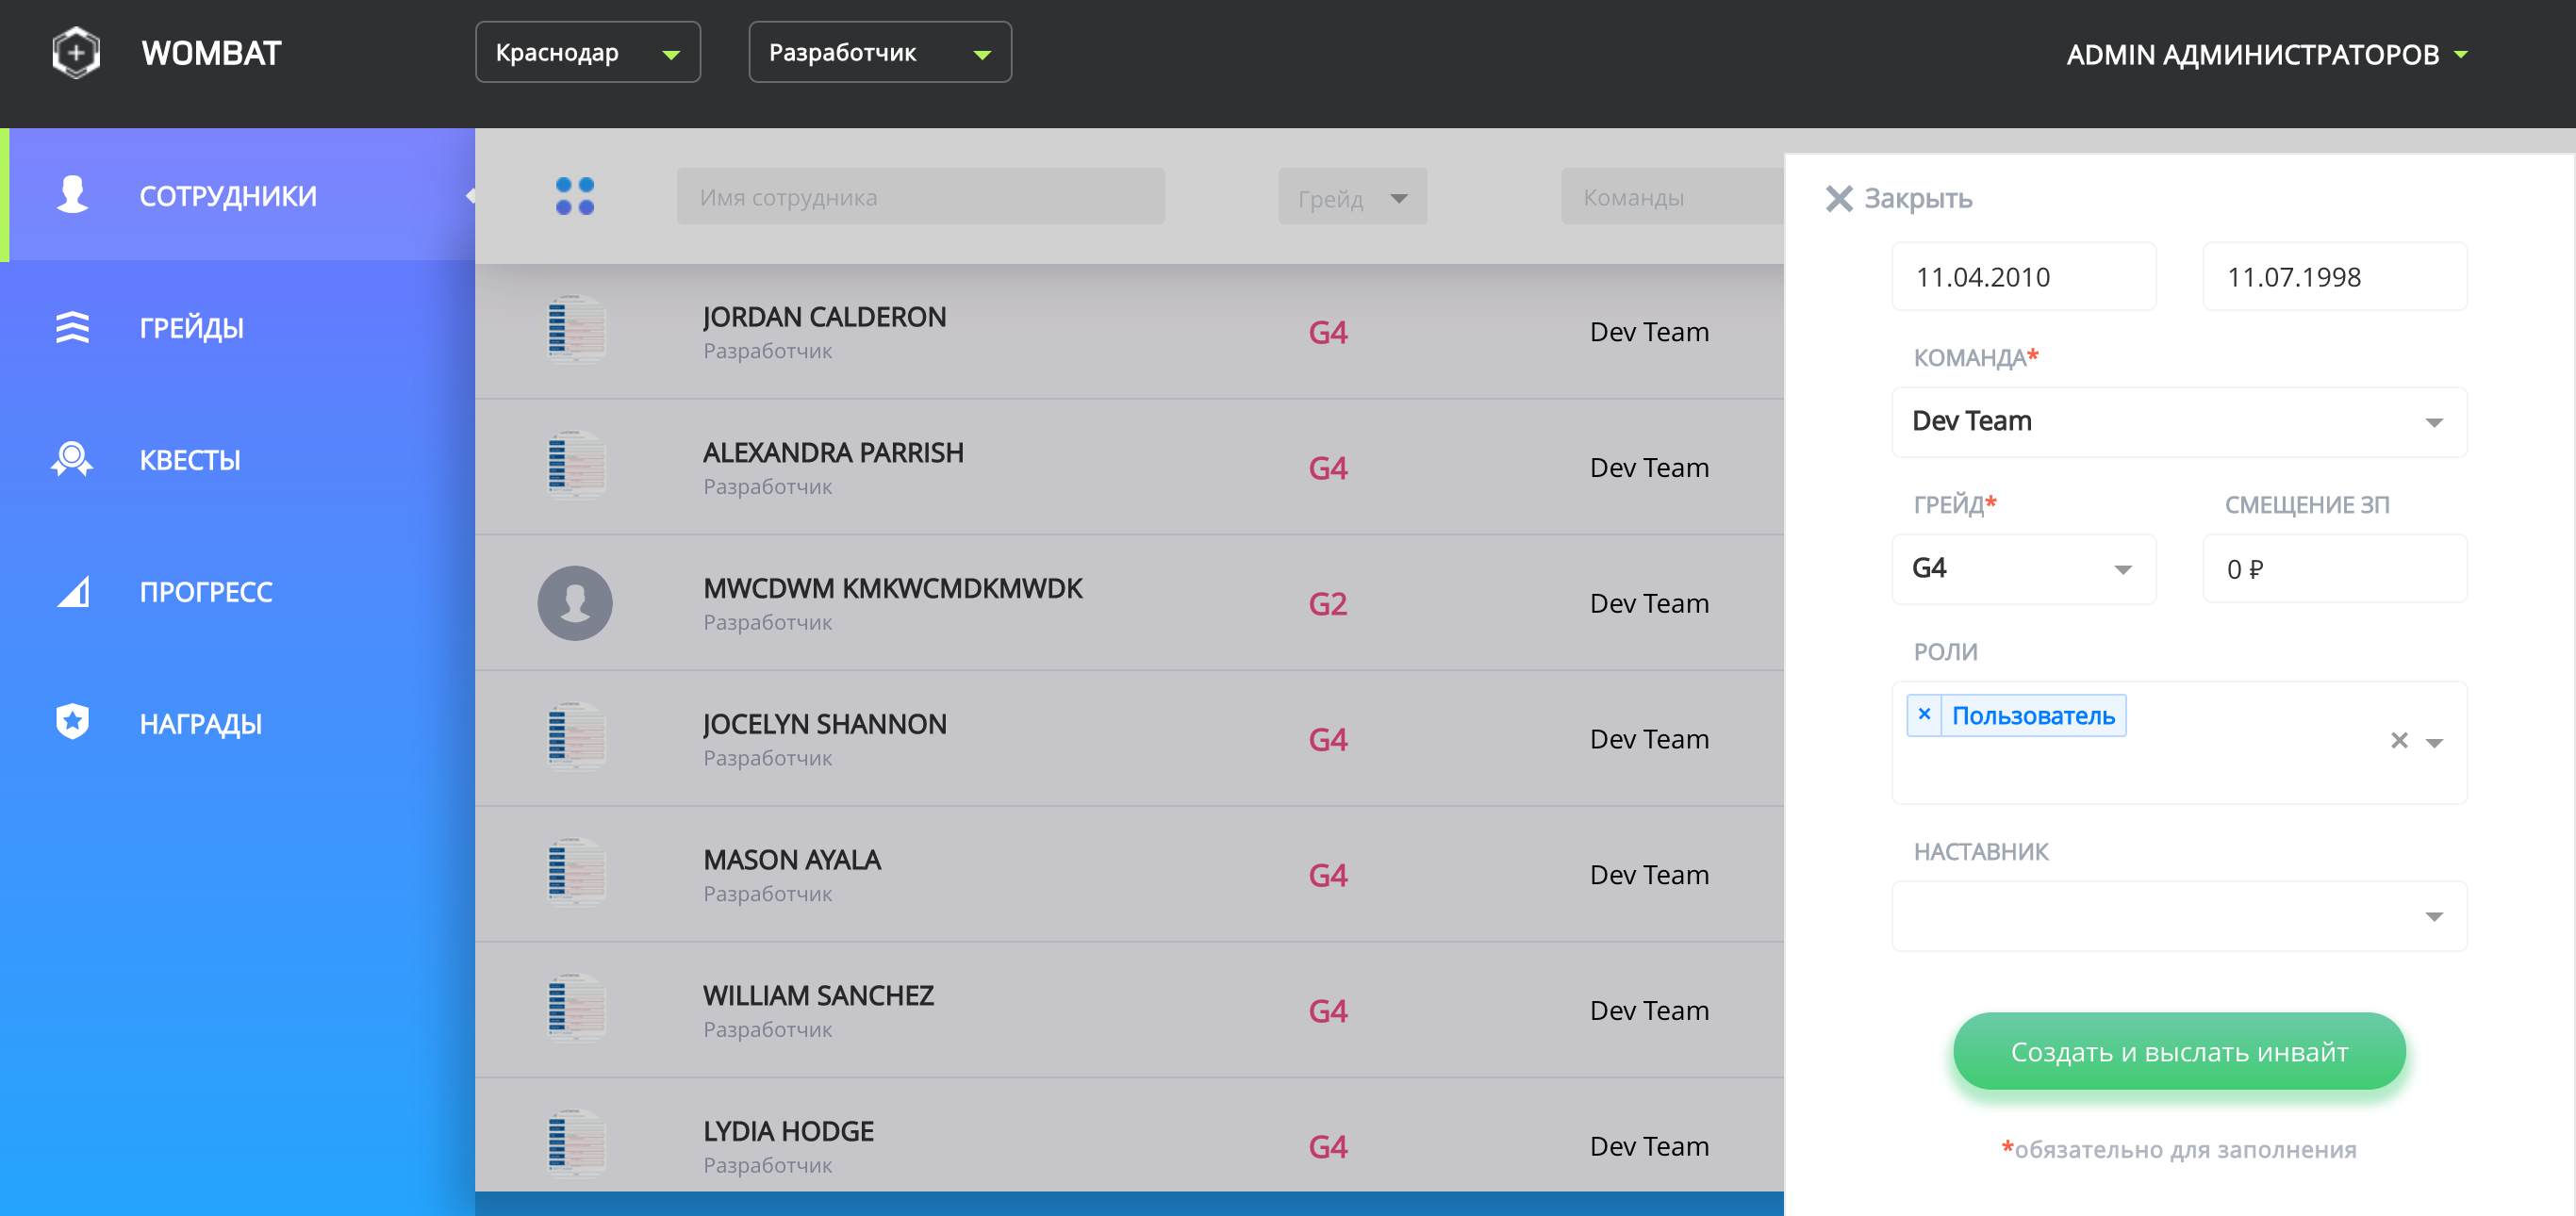 WOMBAT
Краснодар
Разработчик
ADMIN АДМИНИСТРАТОРОВ
СОТРУДНИКИ
ГРЕЙДЫ
КВЕСТЫ
ПРОГРЕСС
НАГРАДЫ
Имя сотрудника
Грейд
Команды
JORDAN CALDERON
Разработчик
G4
Dev Team
ALEXANDRA PARRISH
Разработчик
G4
Dev Team
MWCDWM KMKWCMDKMWDK
Разработчик
G2
Dev Team
JOCELYN SHANNON
Разработчик
G4
Dev Team
MASON AYALA
Разработчик
G4
Dev Team
WILLIAM SANCHEZ
Разработчик
G4
Dev Team
LYDIA HODGE
Разработчик
G4
Dev Team
Закрыть
11.04.2010
11.07.1998
КОМАНДА*
Dev Team
ГРЕЙД*
СМЕЩЕНИЕ ЗП
G4
0 ₽
РОЛИ
× Пользователь
НАСТАВНИК
Создать и выслать инвайт
*обязательно для заполнения